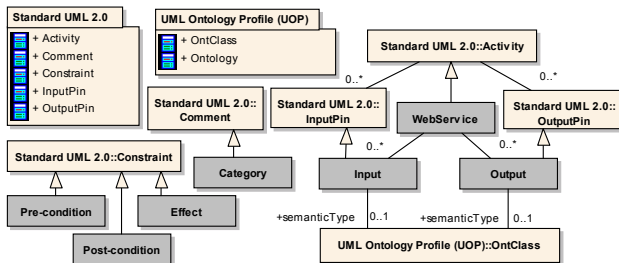 Standard UML 2.0
+ Activity
+ Comment
+ Constraint
+ InputPin
+ OutputPin
UML Ontology Profile (UOP)
+ OntClass
+ Ontology
Standard UML 2.0::Activity
0..*
0..*
Standard UML 2.0::
Comment
Standard UML 2.0::
InputPin
WebService
Standard UML 2.0::
OutputPin
0..*
0..*
Standard UML 2.0::Constraint
Category
Input
Output
Pre-condition
Effect
Post-condition
+semanticType
0..1
+semanticType
0..1
UML Ontology Profile (UOP)::OntClass